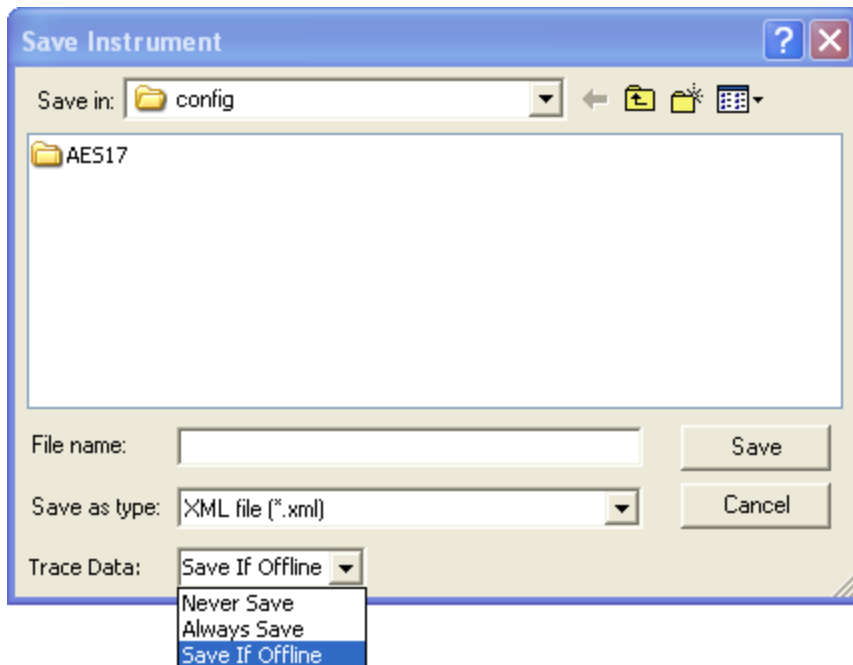 Save Instrument
Save in: config
AES17
File name:
Save
Save as type: XML file (*.xml)
Cancel
Trace Data: Save If Offline
Never Save
Always Save
Save If Offline